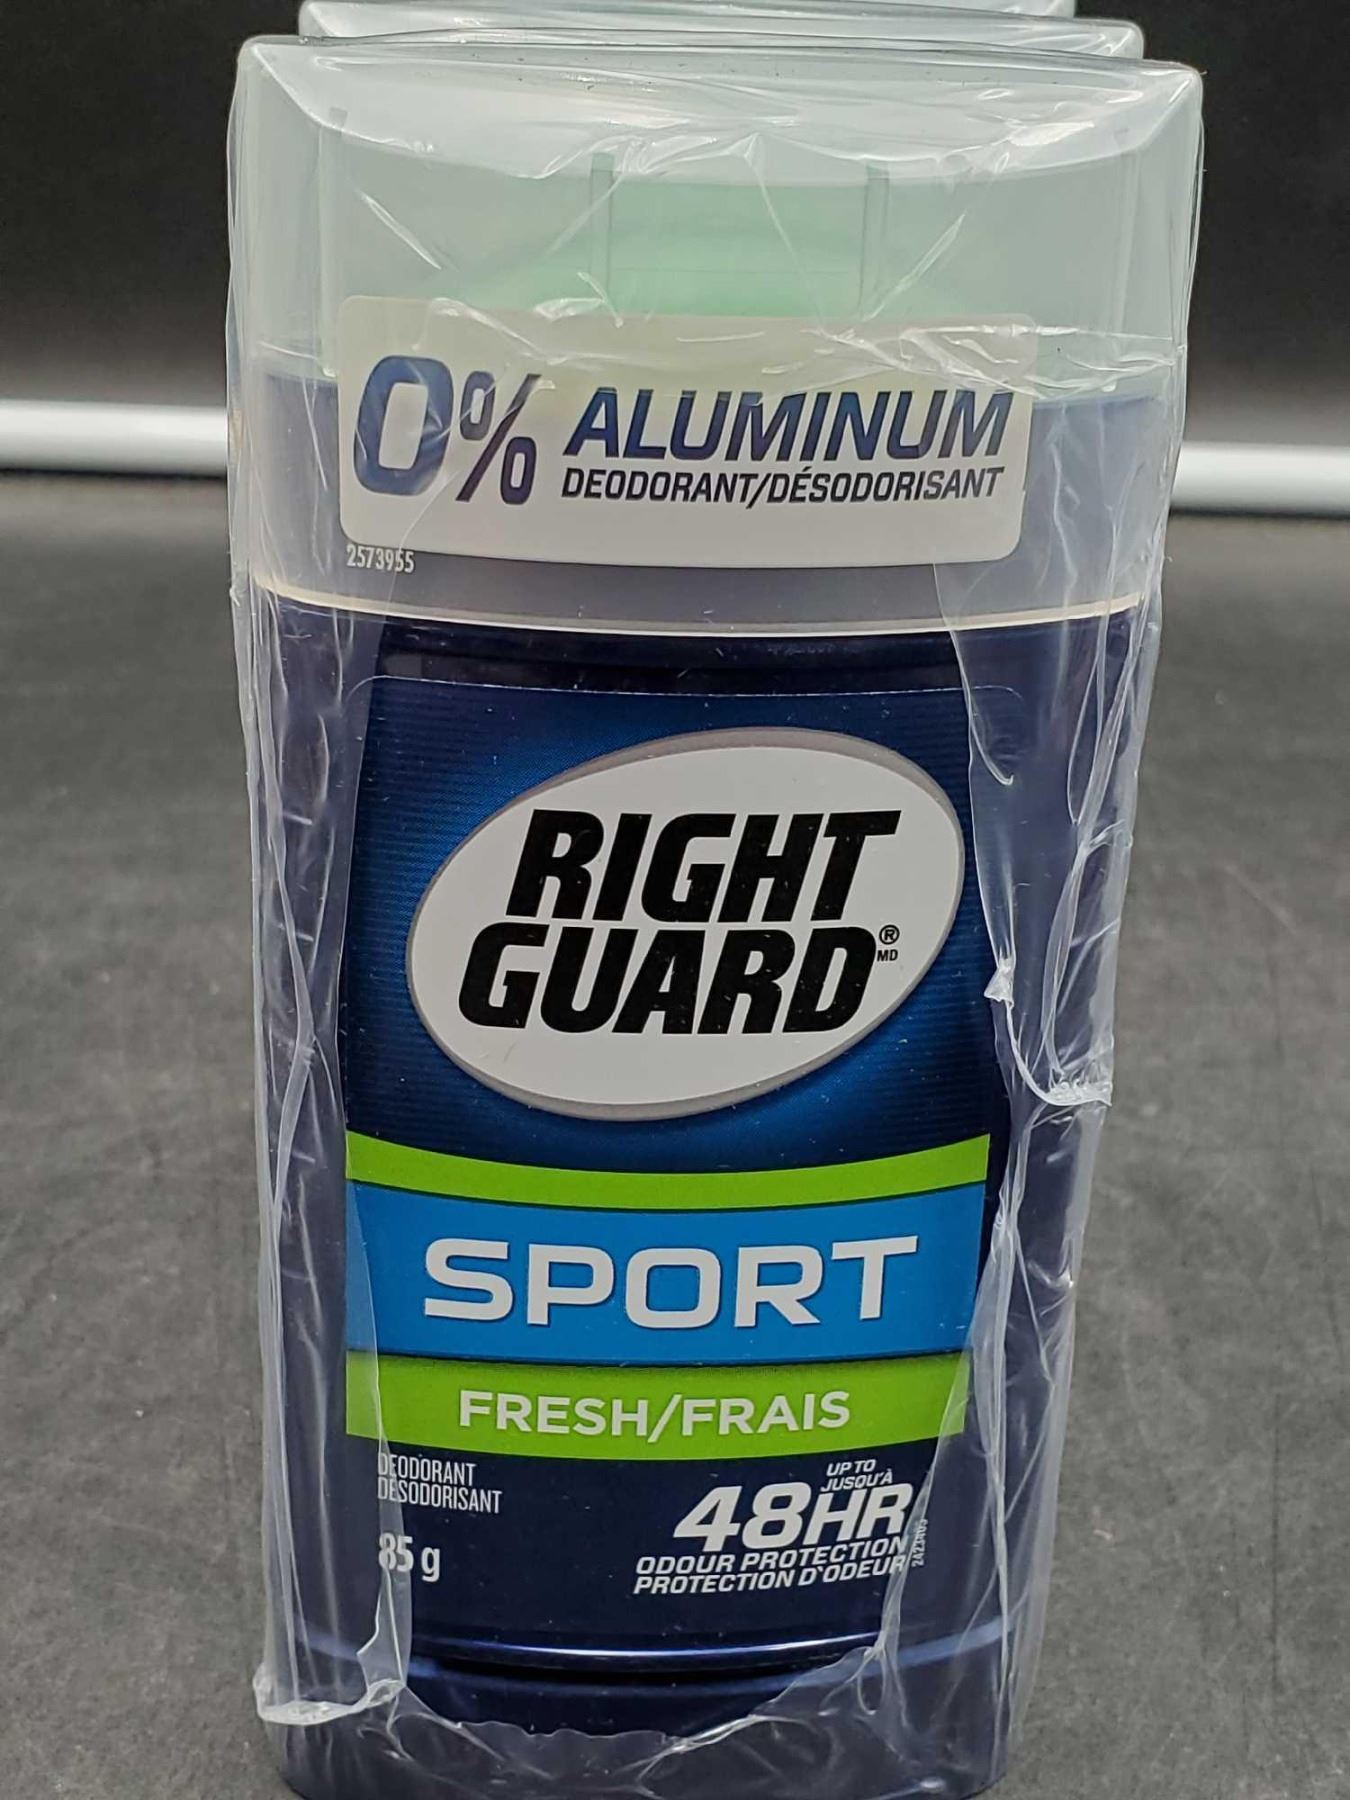 0% ALUMINUM
DEODORANT/DÉSODORISANT
2573955
RIGHT
GUARD®
MD
SPORT
FRESH/FRAIS
DEODORANT
DÉSODORISANT
85 g
UP TO
JUSQU'À
48HR
ODOUR PROTECTION
PROTECTION D'ODEUR